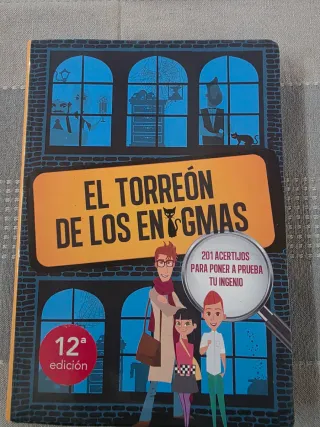 EL TORREÓN
DE LOS ENIGMAS
201 ACERTIJOS
PARA PONER A PRUEBA
TU INGENIO
12ª
edición